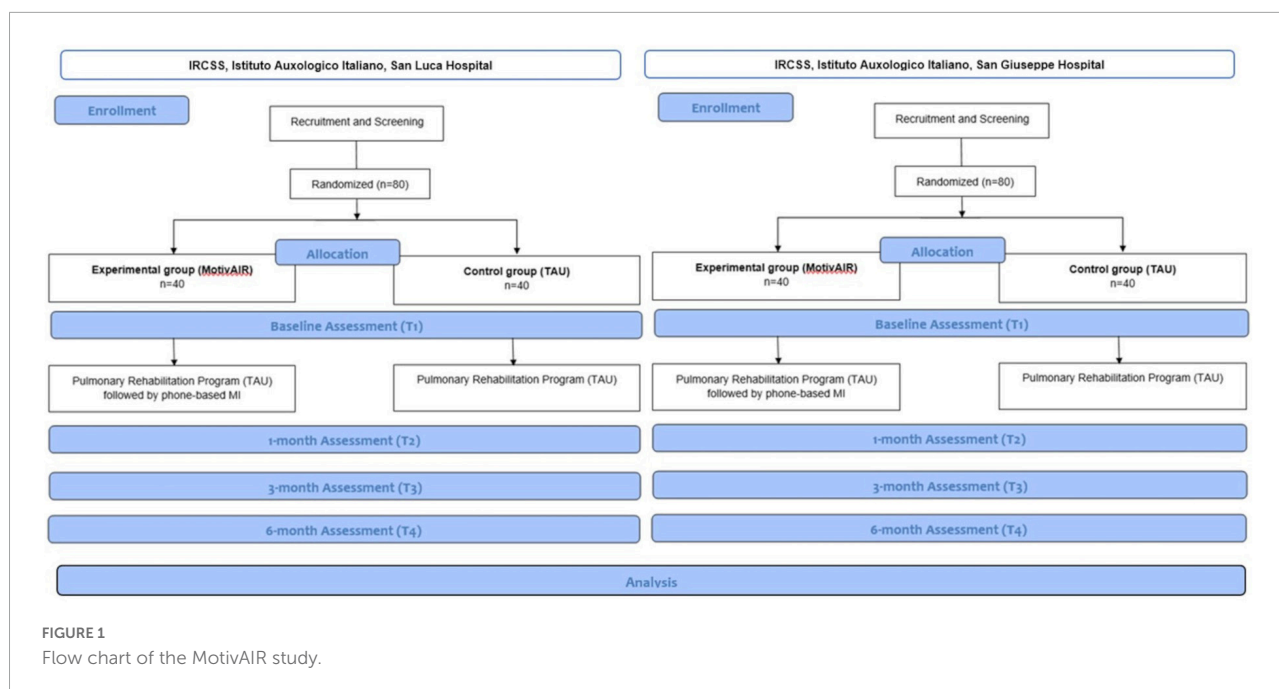 IRCSS, Istituto Auxologico Italiano, San Luca Hospital
Enrollment
Recruitment and Screening
Randomized (n=80)
Allocation
Experimental group (MotivAIR)
n=40
Control group (TAU)
n=40
Baseline Assessment (T1)
Pulmonary Rehabilitation Program (TAU)
followed by phone-based MI
Pulmonary Rehabilitation Program (TAU)
1-month Assessment (T2)
3-month Assessment (T3)
6-month Assessment (T4)
IRCSS, Istituto Auxologico Italiano, San Giuseppe Hospital
Enrollment
Recruitment and Screening
Randomized (n=80)
Allocation
Experimental group (MotivAIR)
n=40
Control group (TAU)
n=40
Baseline Assessment (T1)
Pulmonary Rehabilitation Program (TAU)
followed by phone-based MI
Pulmonary Rehabilitation Program (TAU)
1-month Assessment (T2)
3-month Assessment (T3)
6-month Assessment (T4)
Analysis
FIGURE 1
Flow chart of the MotivAIR study.